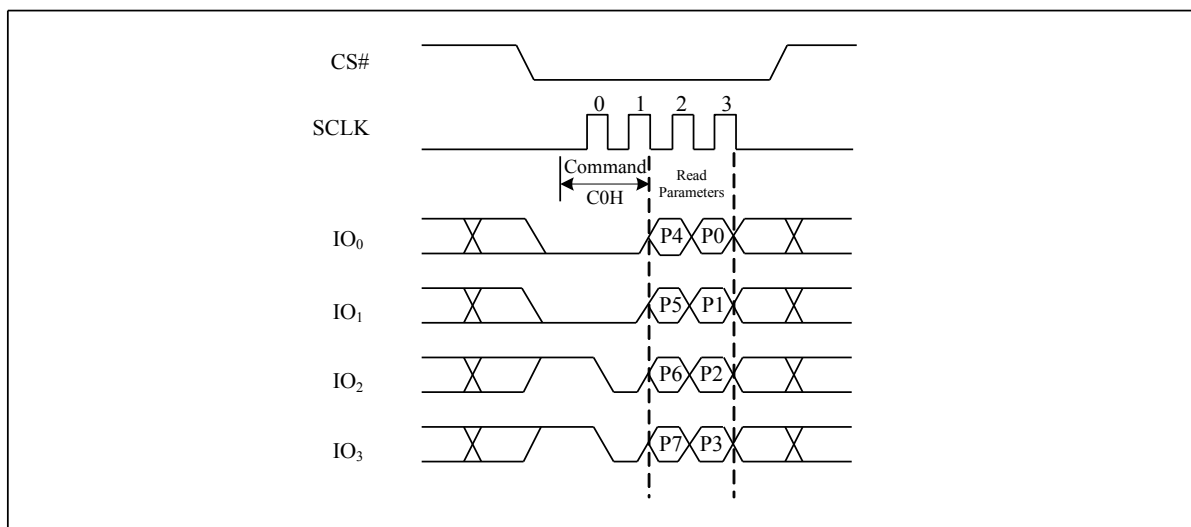 CS#
0 1 2 3
SCLK
Command
C0H
Read
Parameters
IO0 P4 P0
IO1 P5 P1
IO2 P6 P2
IO3 P7 P3